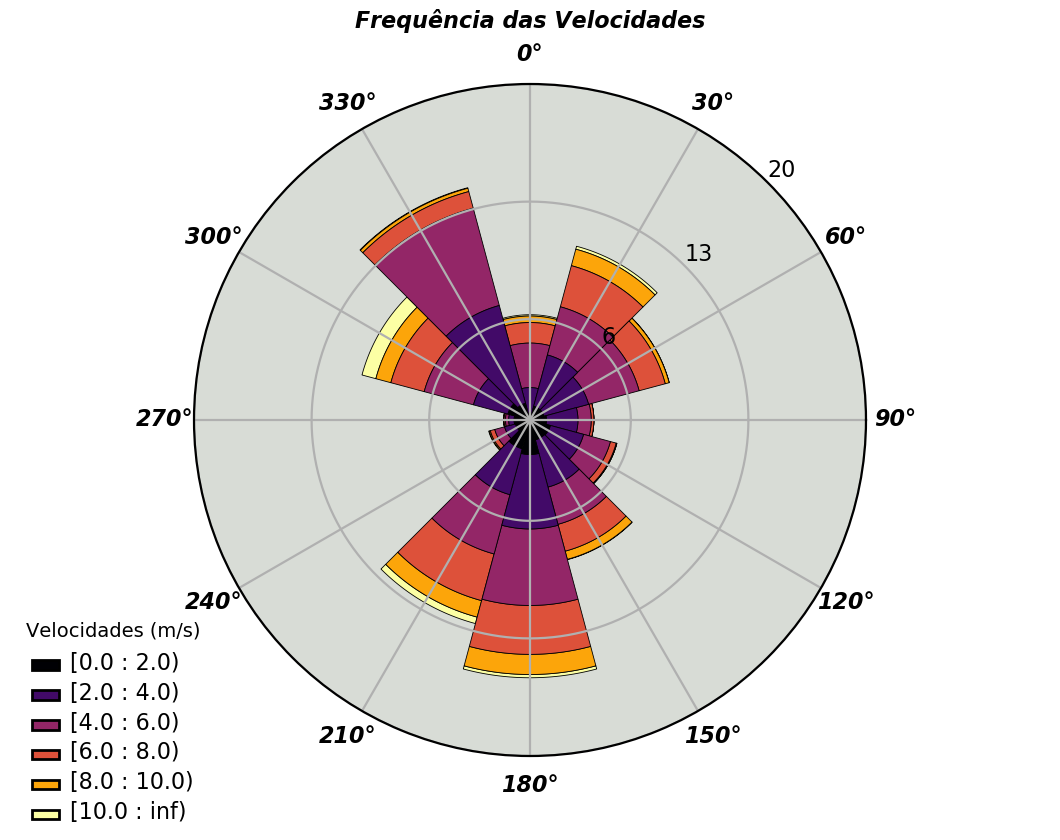 Frequência das Velocidades
0°
330°
30°
20
300°
60°
13
6
270°
90°
240°
120°
210°
150°
180°
Velocidades (m/s)
[0.0 : 2.0)
[2.0 : 4.0)
[4.0 : 6.0)
[6.0 : 8.0)
[8.0 : 10.0)
[10.0 : inf)